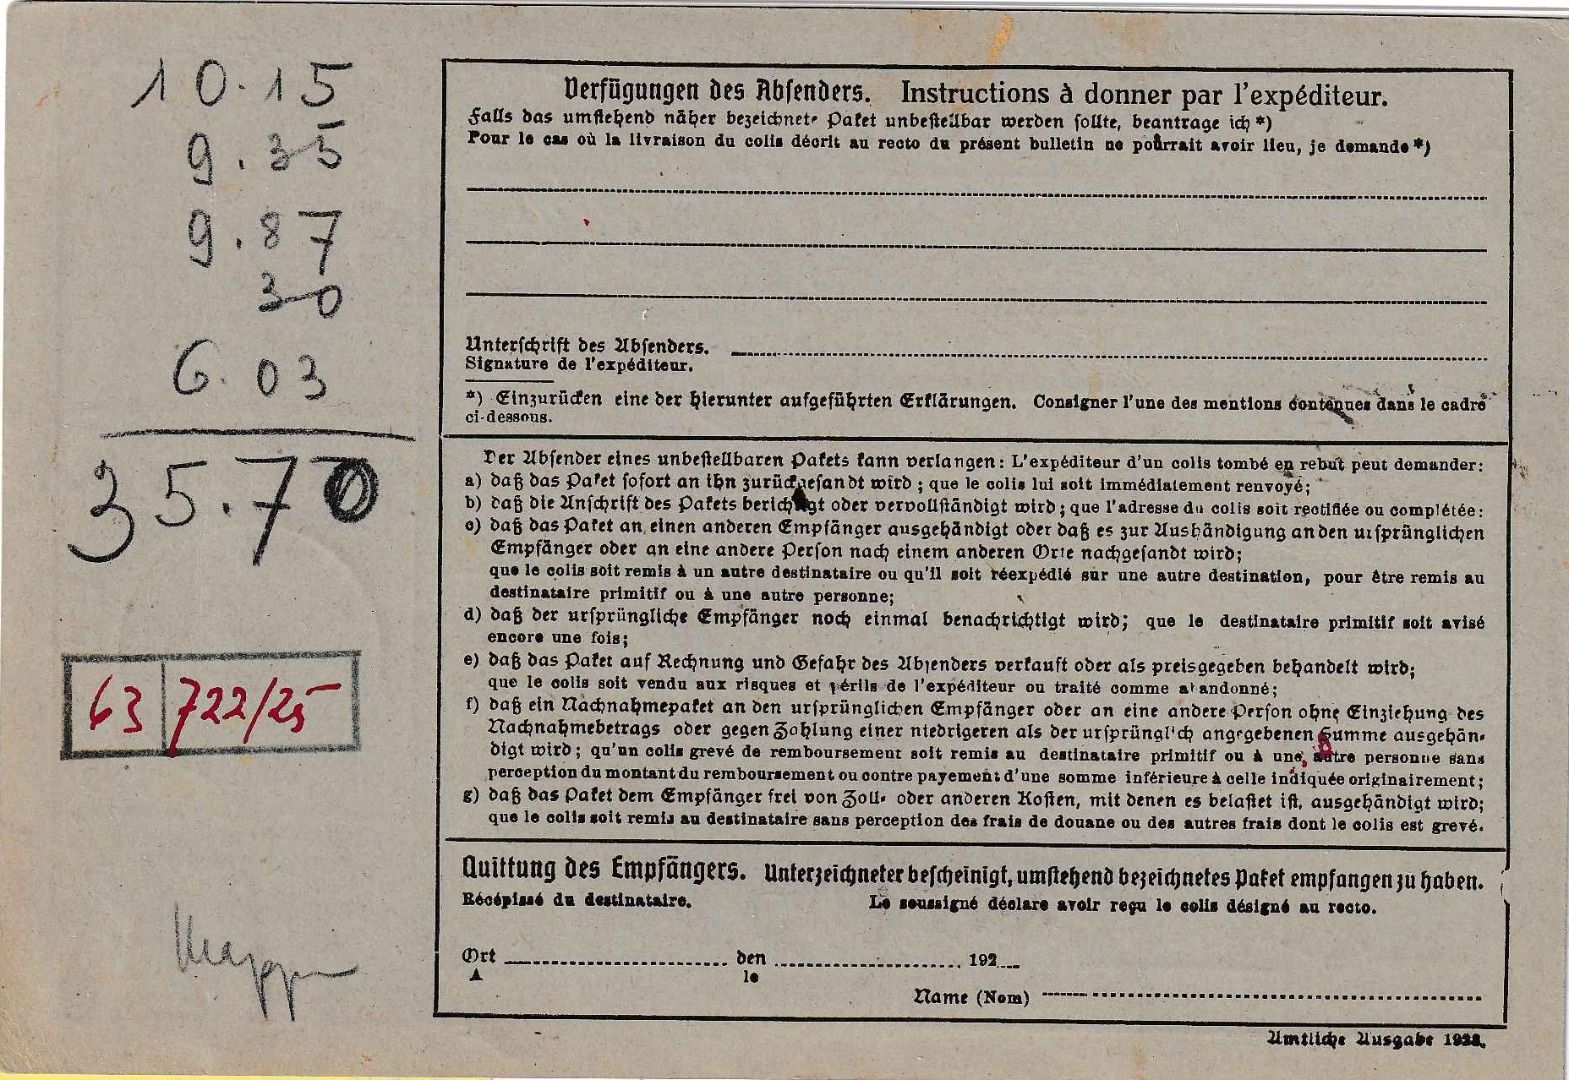 10.15
9.35
9.87
30
6.03
35.70
63 722/25
Verfügungen des Absenders. Instructions à donner par l'expéditeur.
Falls das umstehend näher bezeichnete Paket unbestellbar werden sollte, beantrage ich *)
Pour le cas où la livraison du colis décrit au recto du présent bulletin ne pourrait avoir lieu, je demande *)
Unterschrift des Absenders.
Signature de l'expéditeur.
*) Einzurücken eine der hierunter aufgeführten Erklärungen. Consigner l'une des mentions contenues dans le cadre
ci-dessous.
Der Absender eines unbestellbaren Pakets kann verlangen: L'expéditeur d'un colis tombé en rebut peut demander:
a) daß das Paket sofort an ihn zurückgesandt wird; que le colis lui soit immédiatement renvoyé;
b) daß die Anschrift des Pakets berichtigt oder vervollständigt wird; que l'adresse du colis soit rectifiée ou complétée:
c) daß das Paket an einen anderen Empfänger ausgehändigt oder daß es zur Aushändigung an den ursprünglichen
Empfänger oder an eine andere Person nach einem anderen Orte nachgesandt wird;
que le colis soit remis à un autre destinataire ou qu'il soit réexpédié sur une autre destination, pour être remis au
destinataire primitif ou à une autre personne;
d) daß der ursprüngliche Empfänger noch einmal benachrichtigt wird; que le destinataire primitif soit avisé
encore une fois;
e) daß das Paket auf Rechnung und Gefahr des Absenders verkauft oder als preisgegeben behandelt wird;
que le colis soit vendu aux risques et périls de l'expéditeur ou traité comme abandonné;
f) daß ein Nachnahmepaket an den ursprünglichen Empfänger oder an eine andere Person ohne Einziehung des
Nachnahmebetrags oder gegen Zahlung einer niedrigeren als der ursprünglich angegebenen Summe ausgehän-
digt wird; qu'un colis grevé de remboursement soit remis au destinataire primitif ou à une autre personne sans
perception du montant du remboursement ou contre payement d'une somme inférieure à celle indiquée originairement;
g) daß das Paket dem Empfänger frei von Zoll- oder anderen Kosten, mit denen es belastet ist, ausgehändigt wird;
que le colis soit remis au destinataire sans perception des frais de douane ou des autres frais dont le colis est grevé.
Quittung des Empfängers. Unterzeichneter bescheinigt, umstehend bezeichnetes Paket empfangen zu haben.
Récépissé du destinataire. Le soussigné déclare avoir reçu le colis désigné au recto.
Ort den 192
A le
Name (Nom)
Amtliche Ausgabe